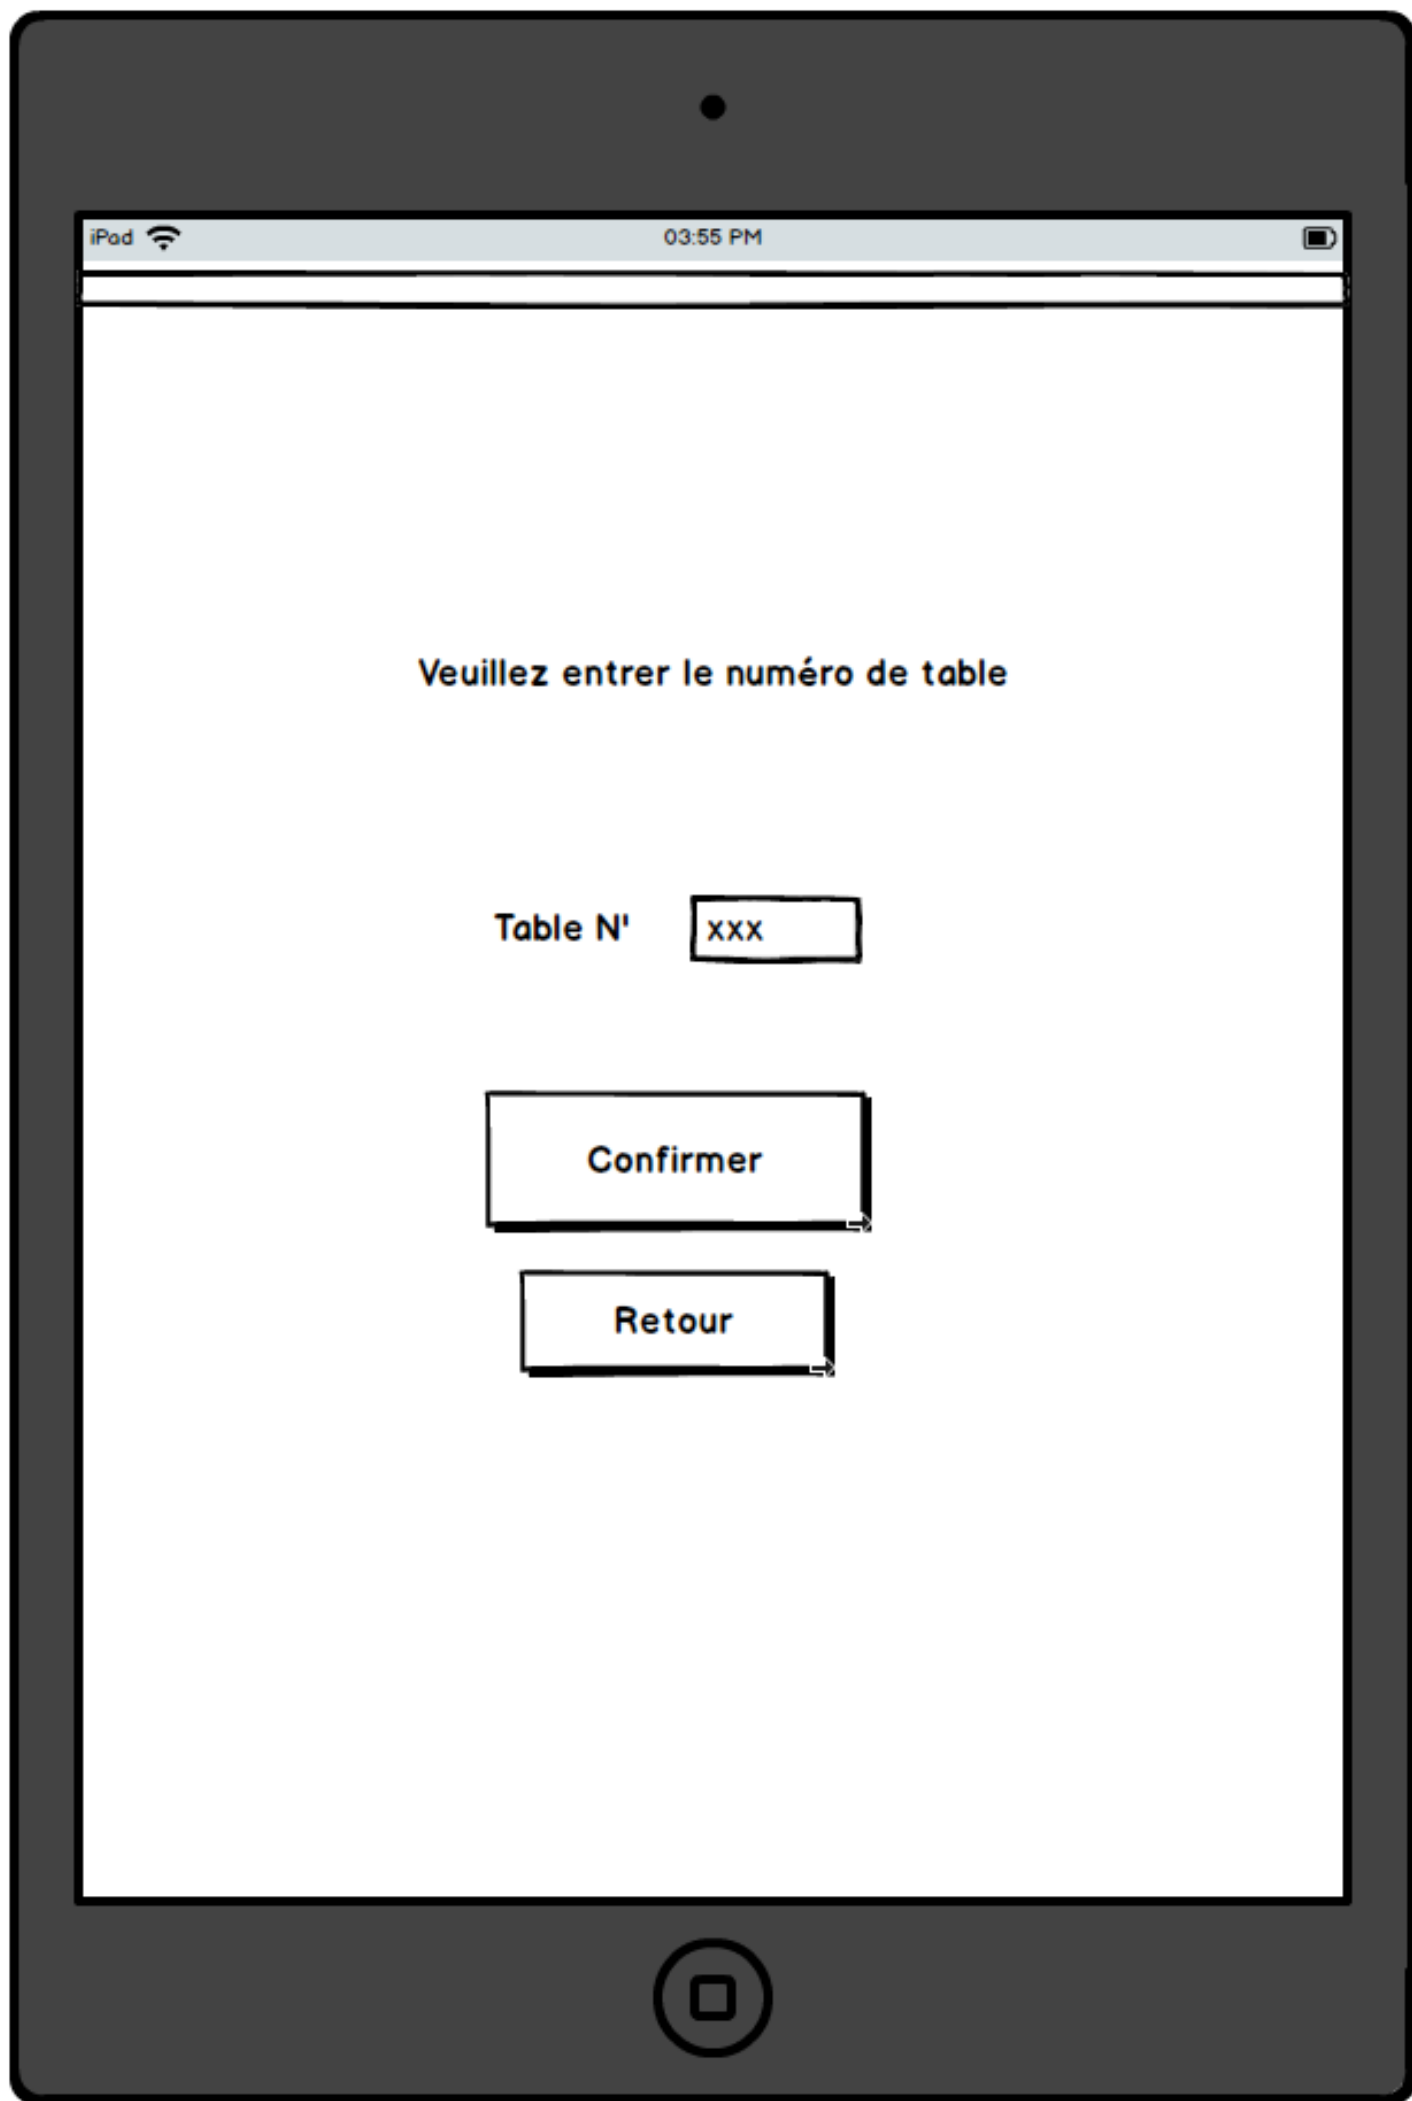 iPad 03:55 PM
Veuillez entrer le numéro de table
Table N' xxx
Confirmer
Retour